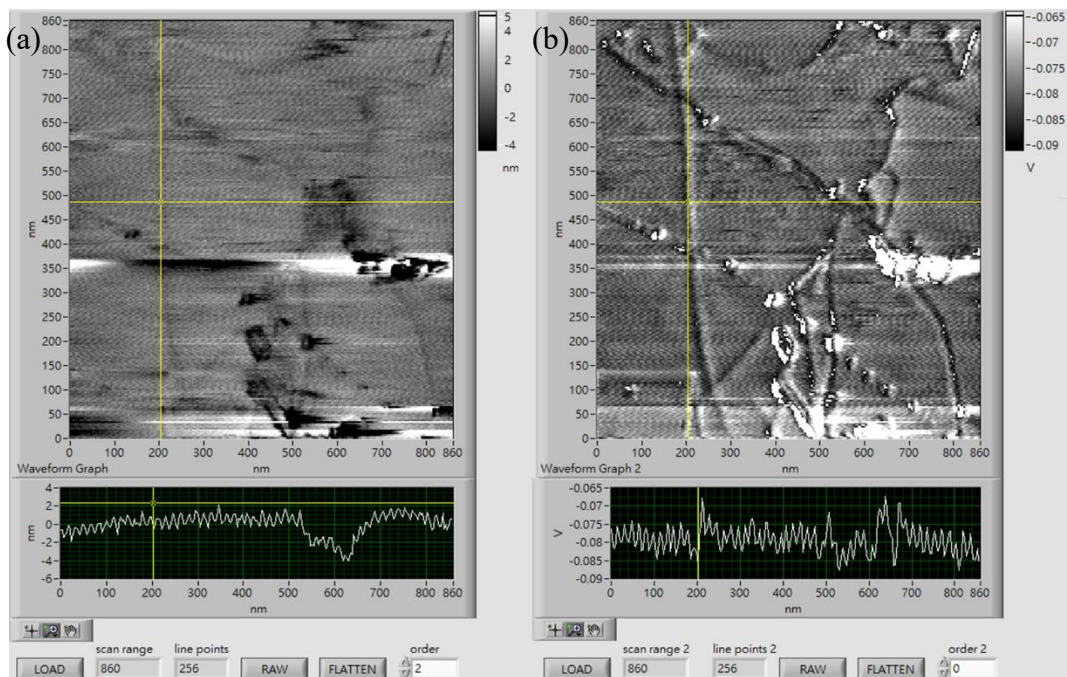 (a)
860
800
750
700
650
600
550
500
450
400
350
300
250
200
150
100
50
0
nm
0 100 200 300 400 500 600 700 860
nm
5
4
2
0
-2
-4
nm
Waveform Graph
4
2
0
-2
-4
-6
nm
0 100 200 300 400 500 600 700 860
nm
scan range
line points
order
LOAD 860 256 RAW FLATTEN 2
(b)
860
800
750
700
650
600
550
500
450
400
350
300
250
200
150
100
50
0
nm
0 100 200 300 400 500 600 700 860
nm
-0.065
-0.07
-0.075
-0.08
-0.085
-0.09
V
Waveform Graph 2
-0.065
-0.07
-0.075
-0.08
-0.085
-0.09
V
0 100 200 300 400 500 600 700 860
nm
scan range 2
line points 2
order 2
LOAD 860 256 RAW FLATTEN 0